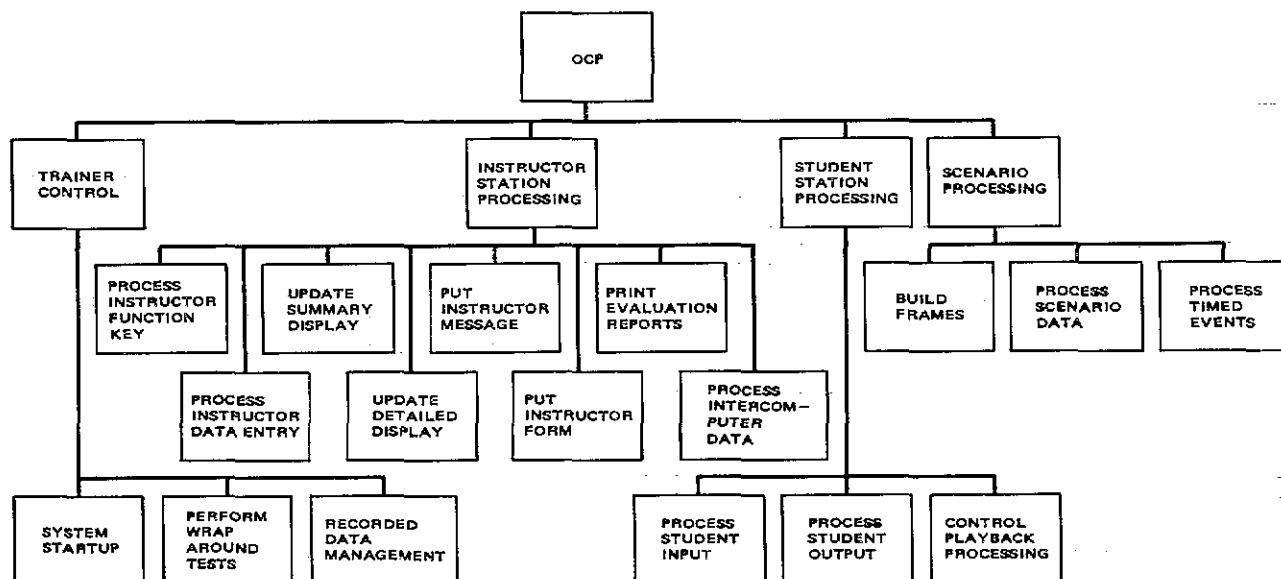 OCP
TRAINER
CONTROL
INSTRUCTOR
STATION
PROCESSING
STUDENT
STATION
PROCESSING
SCENARIO
PROCESSING
PROCESS
INSTRUCTOR
FUNCTION
KEY
UPDATE
SUMMARY
DISPLAY
PUT
INSTRUCTOR
MESSAGE
PRINT
EVALUATION
REPORTS
BUILD
FRAMES
PROCESS
SCENARIO
DATA
PROCESS
TIMED
EVENTS
PROCESS
INSTRUCTOR
DATA ENTRY
UPDATE
DETAILED
DISPLAY
PUT
INSTRUCTOR
FORM
PROCESS
INTERCOM-
PUTER
DATA
SYSTEM
STARTUP
PERFORM
WRAP
AROUND
TESTS
RECORDED
DATA
MANAGEMENT
PROCESS
STUDENT
INPUT
PROCESS
STUDENT
OUTPUT
CONTROL
PLAYBACK
PROCESSING